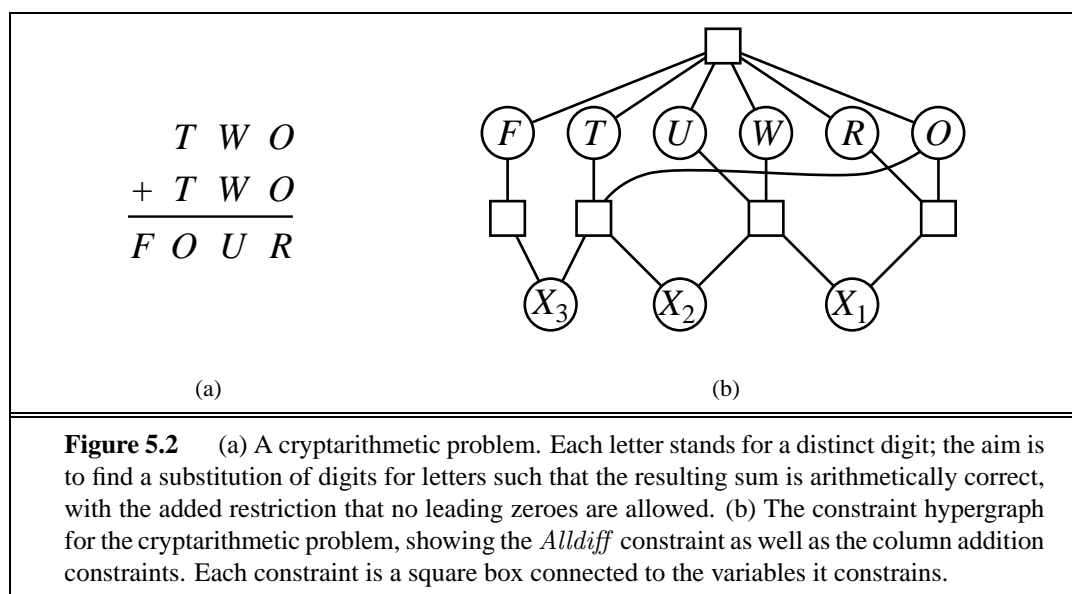 T W O
+ T W O
F O U R
(a)
F T U W R O
X3 X2 X1
(b)
Figure 5.2 (a) A cryptarithmetic problem. Each letter stands for a distinct digit; the aim is
to find a substitution of digits for letters such that the resulting sum is arithmetically correct,
with the added restriction that no leading zeroes are allowed. (b) The constraint hypergraph
for the cryptarithmetic problem, showing the Alldiff constraint as well as the column addition
constraints. Each constraint is a square box connected to the variables it constrains.